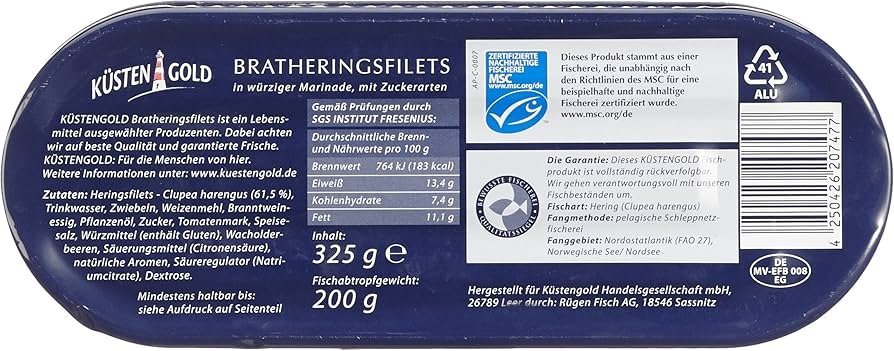 KÜSTEN GOLD
BRATHERINGSFILETS
in würziger Marinade, mit Zuckerarten
KÜSTENGOLD Bratheringsfilets ist ein Lebens-
mittel ausgewählter Produzenten. Dabei achten
wir auf beste Qualität und garantierte Frische.
KÜSTENGOLD: Für die Menschen von hier.
Weitere Informationen unter: www.kuestengold.de
Zutaten: Heringsfilets - Clupea harengus (61,5 %),
Trinkwasser, Zwiebeln, Weizenmehl, Branntwein-
essig, Pflanzenöl, Zucker, Tomatenmark, Speise-
salz, Würzmittel (enthält Gluten), Wacholder-
beeren, Säuerungsmittel (Citronensäure),
natürliche Aromen, Säureregulator (Natri-
umcitrate), Dextrose.
Mindestens haltbar bis:
siehe Aufdruck auf Seitenteil
Gemäß Prüfungen durch
SGS INSTITUT FRESENIUS:
Durchschnittliche Brenn-
und Nährwerte pro 100 g
Brennwert 764 kJ (183 kcal)
Eiweiß 13,4 g
Kohlenhydrate 7,4 g
Fett 11,1 g
Inhalt:
325 g e
Fischabtropfgewicht:
200 g
AP-C-0007
ZERTIFIZIERTE
NACHHALTIGE
FISCHEREI
MSC
www.msc.org/de
Dieses Produkt stammt aus einer
Fischerei, die unabhängig nach
den Richtlinien des MSC für eine
beispielhafte und nachhaltige
Fischerei zertifiziert wurde.
www.msc.org/de
BEWUSSTE FISCHEREI
QUALITÄTSSTUFE
Die Garantie: Dieses KÜSTENGOLD Fisch-
produkt ist vollständig rückverfolgbar.
Wir gehen verantwortungsvoll mit unseren
Fischbeständen um.
Fischart: Hering (Clupea harengus)
Fangmethode: pelagische Schleppnetz-
fischerei
Fanggebiet: Nordostatlantik (FAO 27),
Norwegische See/ Nordsee
Hergestellt für Küstengold Handelsgesellschaft mbH,
26789 Leer durch: Rügen Fisch AG, 18546 Sassnitz
41
ALU
4 250426 207477
DE
MV-EFB 008
EG